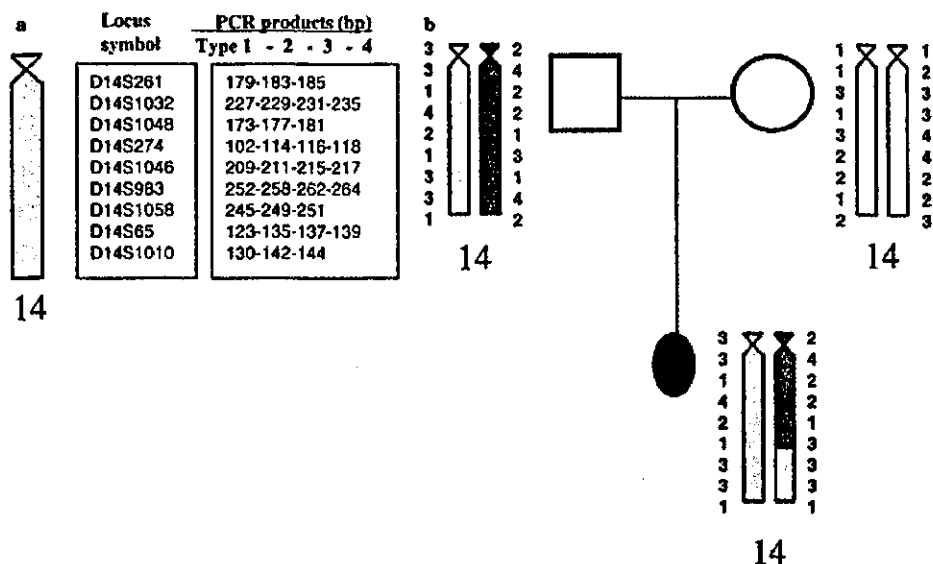 a
Locus symbol
PCR products (bp)
Type 1 - 2 - 3 - 4
D14S261 179-183-185
D14S1032 227-229-231-235
D14S1048 173-177-181
D14S274 102-114-116-118
D14S1046 209-211-215-217
D14S983 252-258-262-264
D14S1058 245-249-251
D14S65 123-135-137-139
D14S1010 130-142-144
14
b
3 2
3 4
1 2
4 2
2 1
1 3
3 1
3 4
1 2
14
1 1
1 2
3 3
1 3
3 4
2 4
2 2
1 2
2 3
14
3 2
3 4
1 2
4 2
2 1
1 3
3 3
3 3
1 1
14